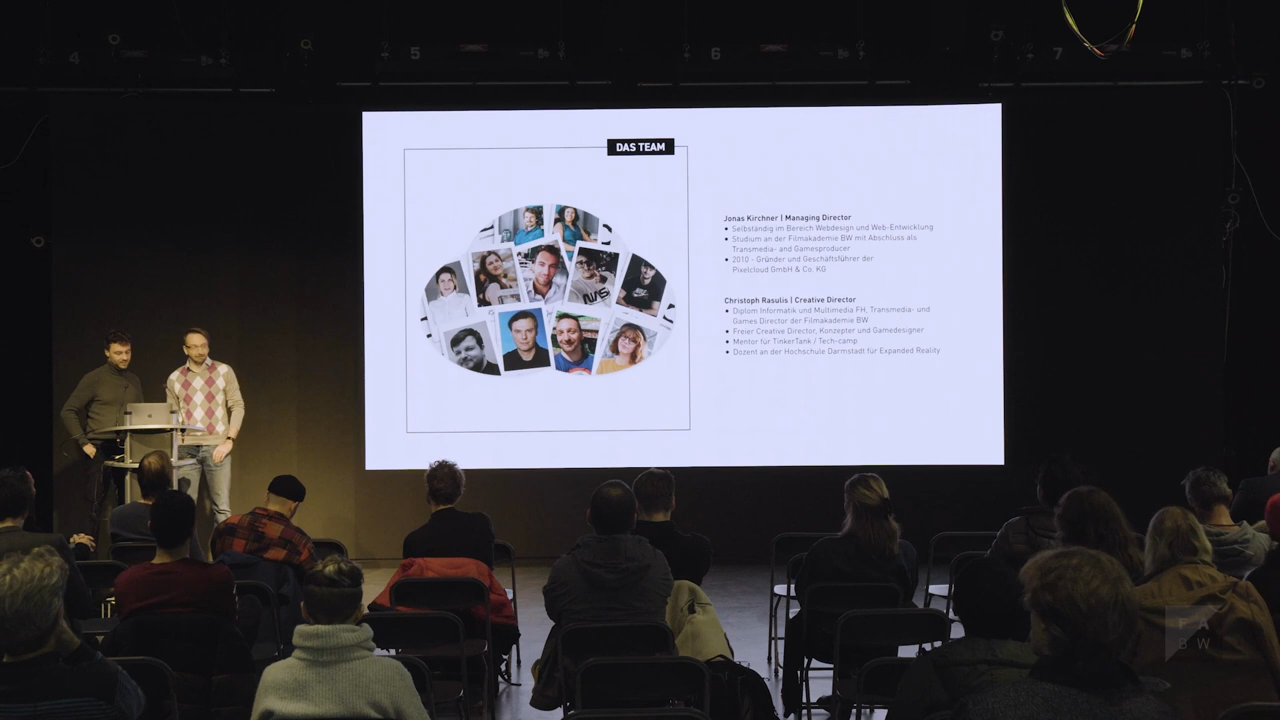 5
6
7
DAS TEAM
Jonas Kirchner | Managing Director
• Selbständig im Bereich Webdesign und Web-Entwicklung
• Studium an der Filmakademie BW mit Abschluss als
Transmedia- and Gamesproducer
• 2010 - Gründer und Geschäftsführer der
Pixelcloud GmbH & Co. KG
Christoph Rasulis | Creative Director
• Diplom Informatik und Multimedia FH, Transmedia- und
Games Director der Filmakademie BW
• Freier Creative Director, Konzepter und Gamedesigner
• Mentor für TinkerTank / Tech-camp
• Dozent an der Hochschule Darmstadt für Expanded Reality
FA
BW